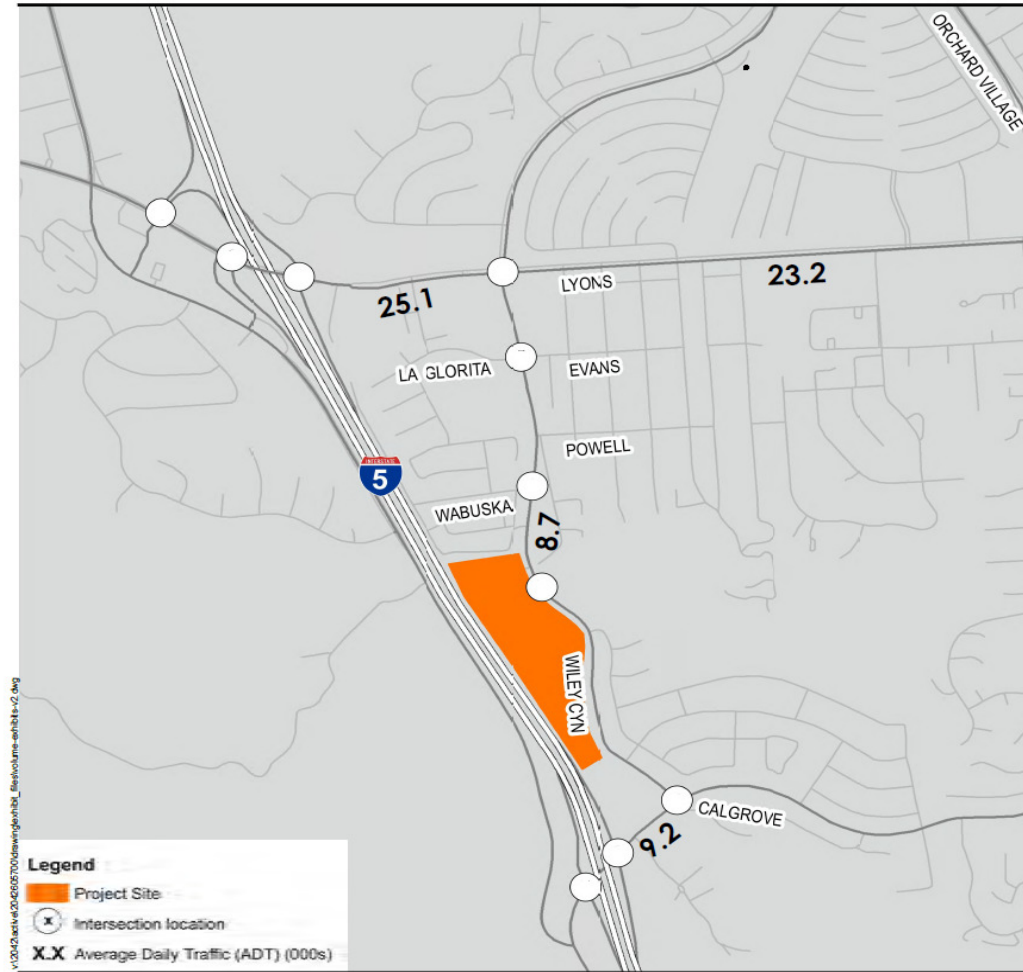 ORCHARD VILLAGE
LYONS
23.2
25.1
LA GLORITA
EVANS
POWELL
INTERSTATE
5
WABUSKA
8.7
WILEY CYN
CALGROVE
9.2
Legend
Project Site
x Intersection location
X.X Average Daily Traffic (ADT) (000s)